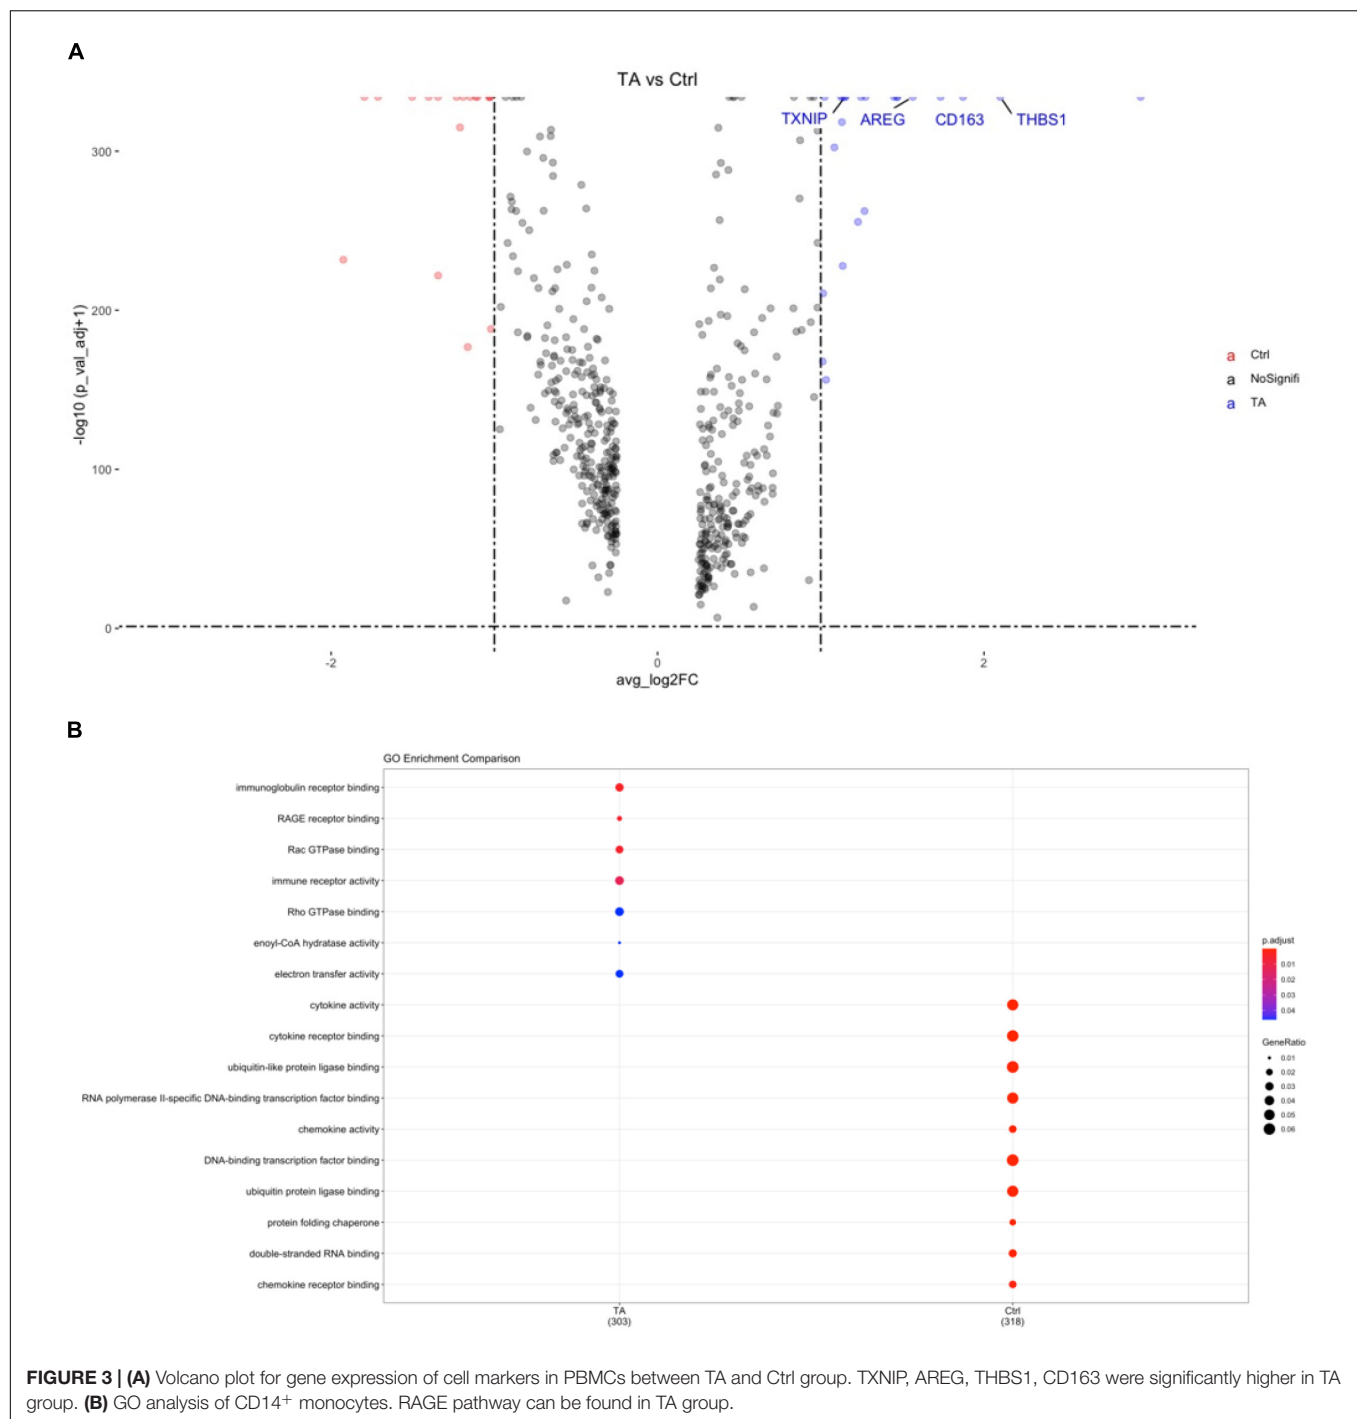 A
TA vs Ctrl
TXNIP AREG CD163 THBS1
300
200
100
0
-log10 (p_val_adj+1)
-2 0 2
avg_log2FC
a Ctrl
a NoSignifi
a TA
B
GO Enrichment Comparison
immunoglobulin receptor binding
RAGE receptor binding
Rac GTPase binding
immune receptor activity
Rho GTPase binding
enoyl-CoA hydratase activity
electron transfer activity
cytokine activity
cytokine receptor binding
ubiquitin-like protein ligase binding
RNA polymerase II-specific DNA-binding transcription factor binding
chemokine activity
DNA-binding transcription factor binding
ubiquitin protein ligase binding
protein folding chaperone
double-stranded RNA binding
chemokine receptor binding
TA Ctrl
(303) (318)
p.adjust
0.01
0.02
0.03
0.04
GeneRatio
0.01
0.02
0.03
0.04
0.05
0.06
FIGURE 3 | (A) Volcano plot for gene expression of cell markers in PBMCs between TA and Ctrl group. TXNIP, AREG, THBS1, CD163 were significantly higher in TA
group. (B) GO analysis of CD14+ monocytes. RAGE pathway can be found in TA group.